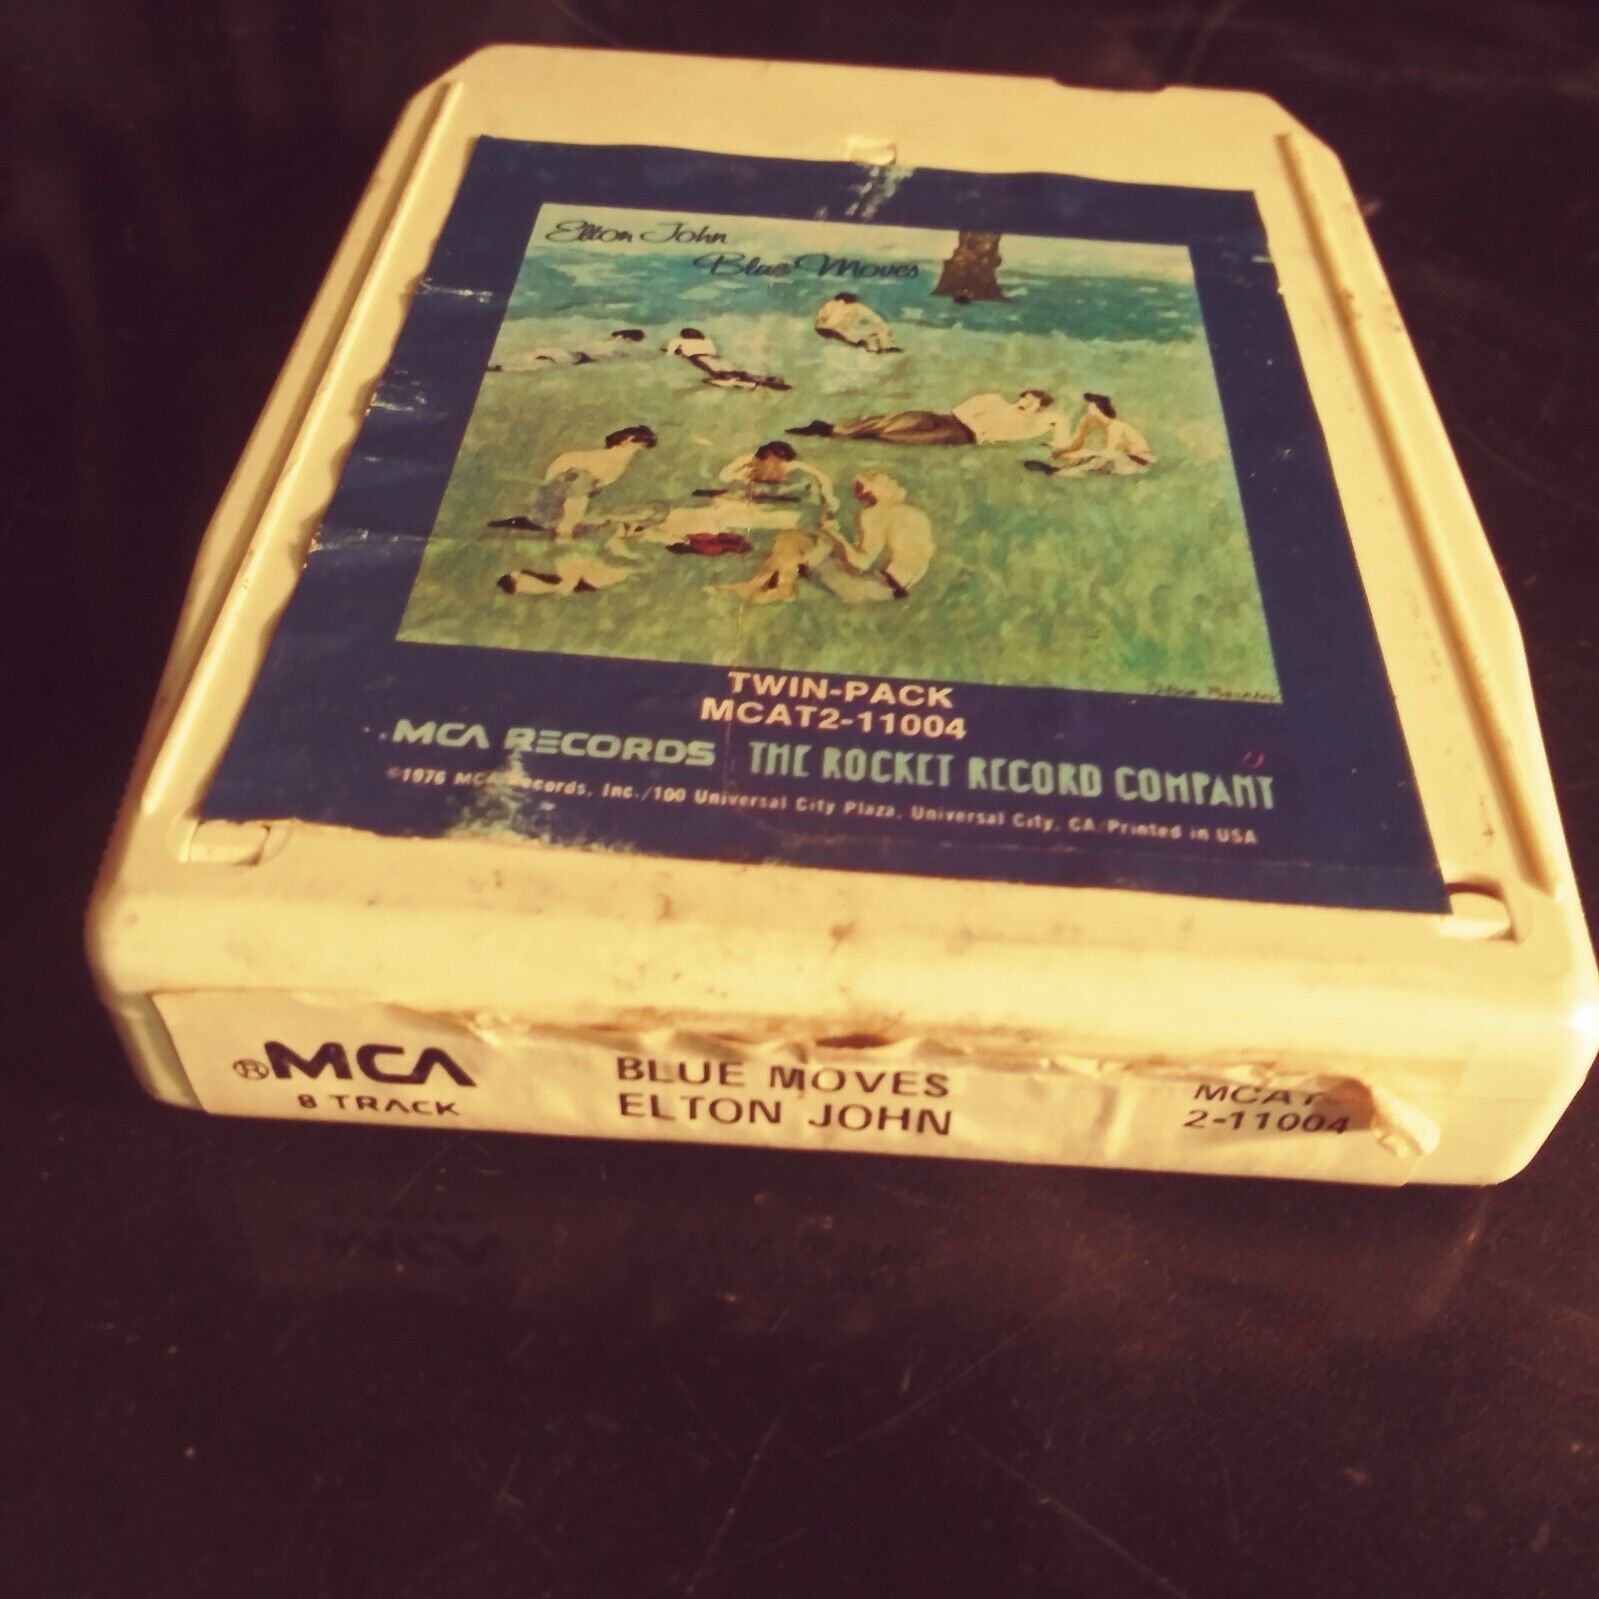 Elton John
Blue Moves
TWIN-PACK
MCAT2-11004
MCA RECORDS THE ROCKET RECORD COMPANY
©1976 MCA Records, Inc./100 Universal City Plaza, Universal City, CA/Printed in USA
®MCA
8 TRACK
BLUE MOVES
ELTON JOHN
MCAT
2-11004